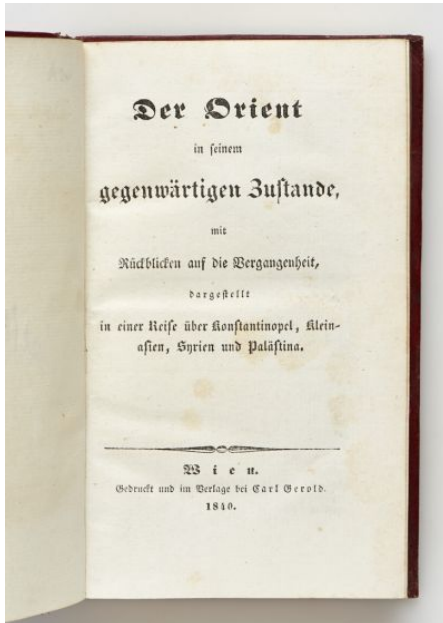 Der Orient
in seinem
gegenwärtigen Zustande,
mit
Rückblicken auf die Vergangenheit,
dargestellt
in einer Reise über Konstantinopel, Klein-
asien, Syrien und Palästina.
Wien.
Gedruckt und im Verlage bei Carl Gerold.
1840.